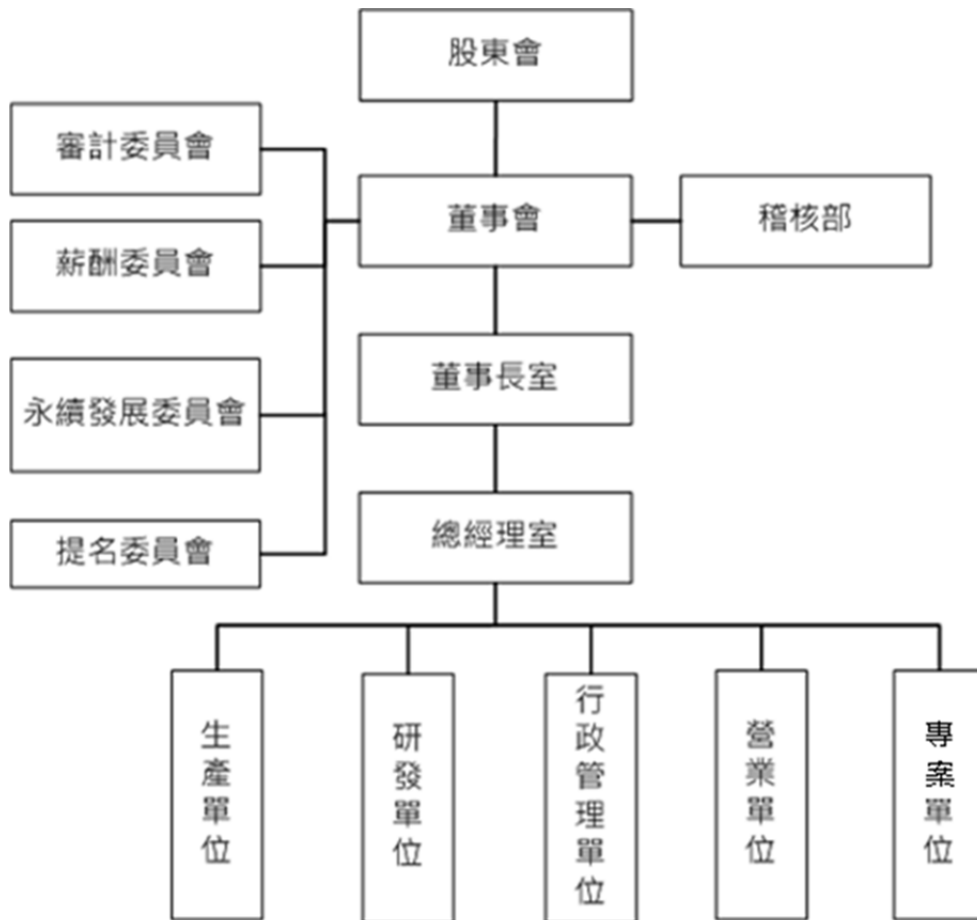 股東會
審計委員會
董事會
稽核部
薪酬委員會
董事長室
永續發展委員會
總經理室
提名委員會
生產單位
研發單位
行政管理單位
營業單位
專案單位